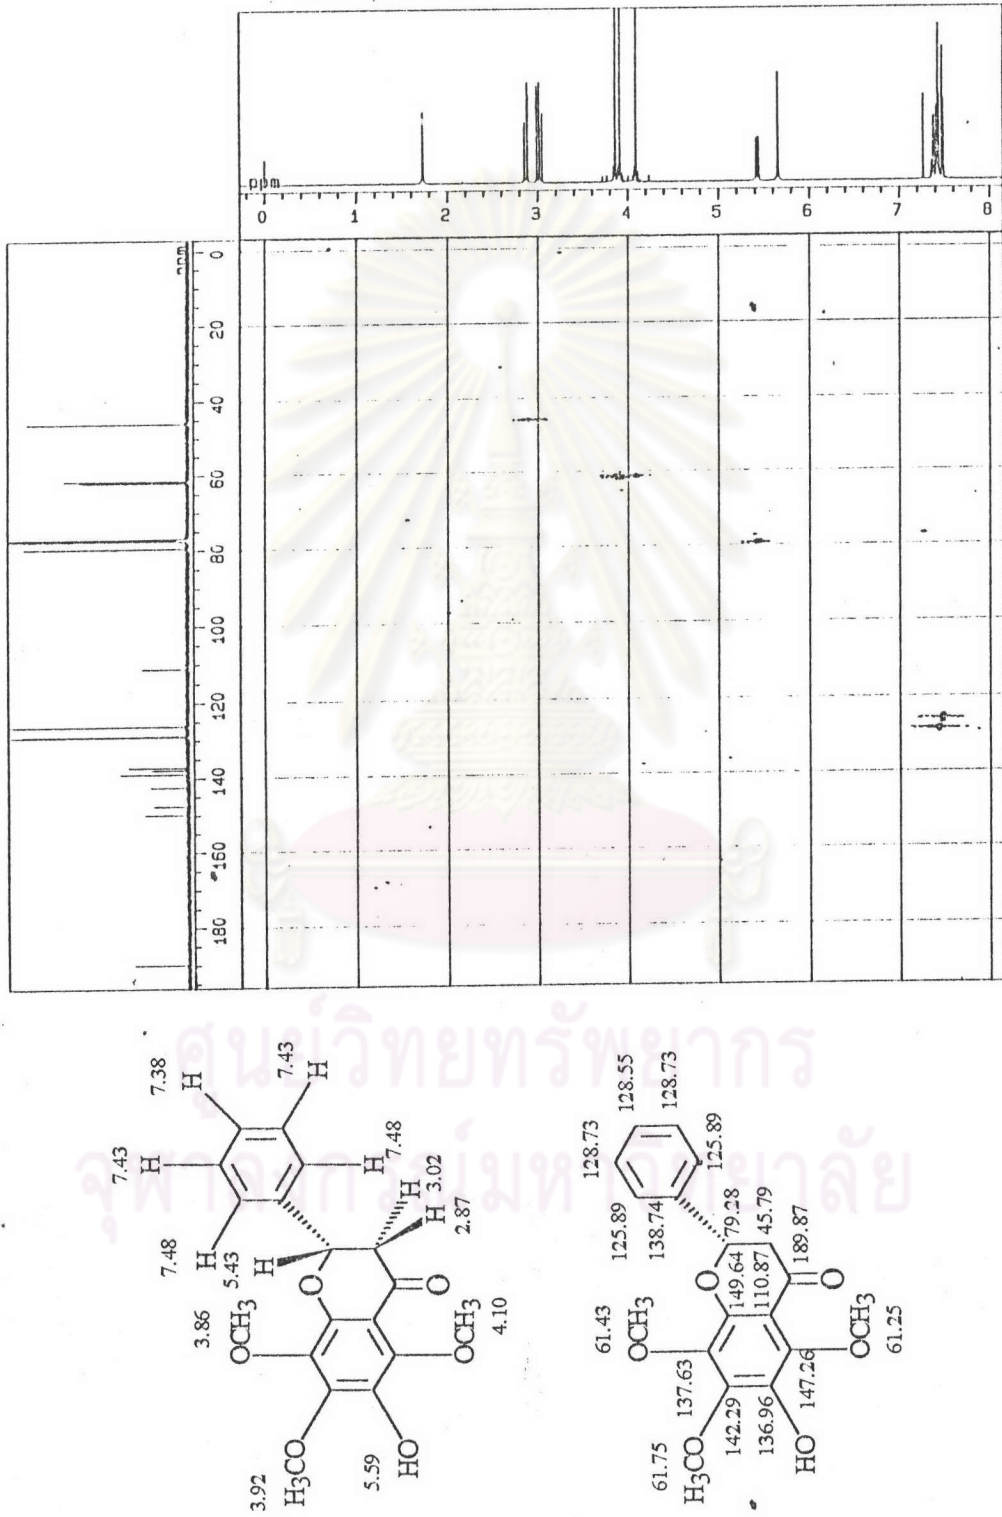 ppm
0 1 2 3 4 5 6 7 8
ppm
0
20
40
60
80
100
120
140
160
180
ศูนย์วิทยทรัพยากร
จุฬาลงกรณ์มหาวิทยาลัย
7.38
7.43 H H 7.43
H
7.48 H H 7.48
5.43 H H 3.02
H 2.87
3.86 OCH3 O O
3.92 H3CO OCH3 4.10
5.59 HO
128.73 128.55
128.73
125.89 125.89
138.74
79.28
45.79
61.43 OCH3 O 149.64 110.87 189.87 O
137.63
61.75 H3CO 142.29 136.96 147.26 OCH3 61.25
HO